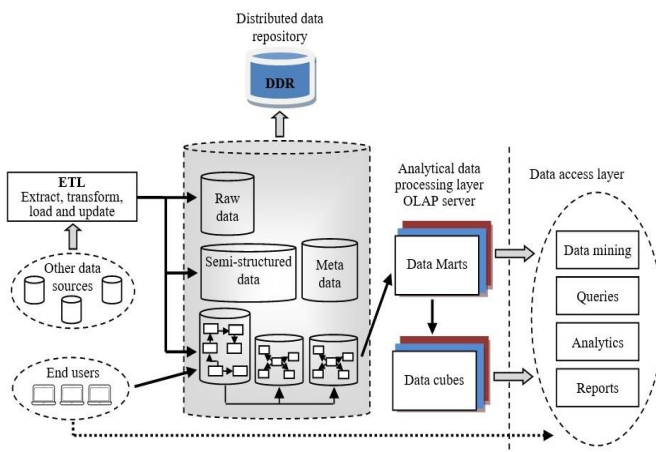 Distributed data
repository
DDR
ETL
Extract, transform,
load and update
Other data
sources
End users
Raw
data
Semi-structured
data
Meta
data
Analytical data
processing layer
OLAP server
Data Marts
Data cubes
Data access layer
Data mining
Queries
Analytics
Reports